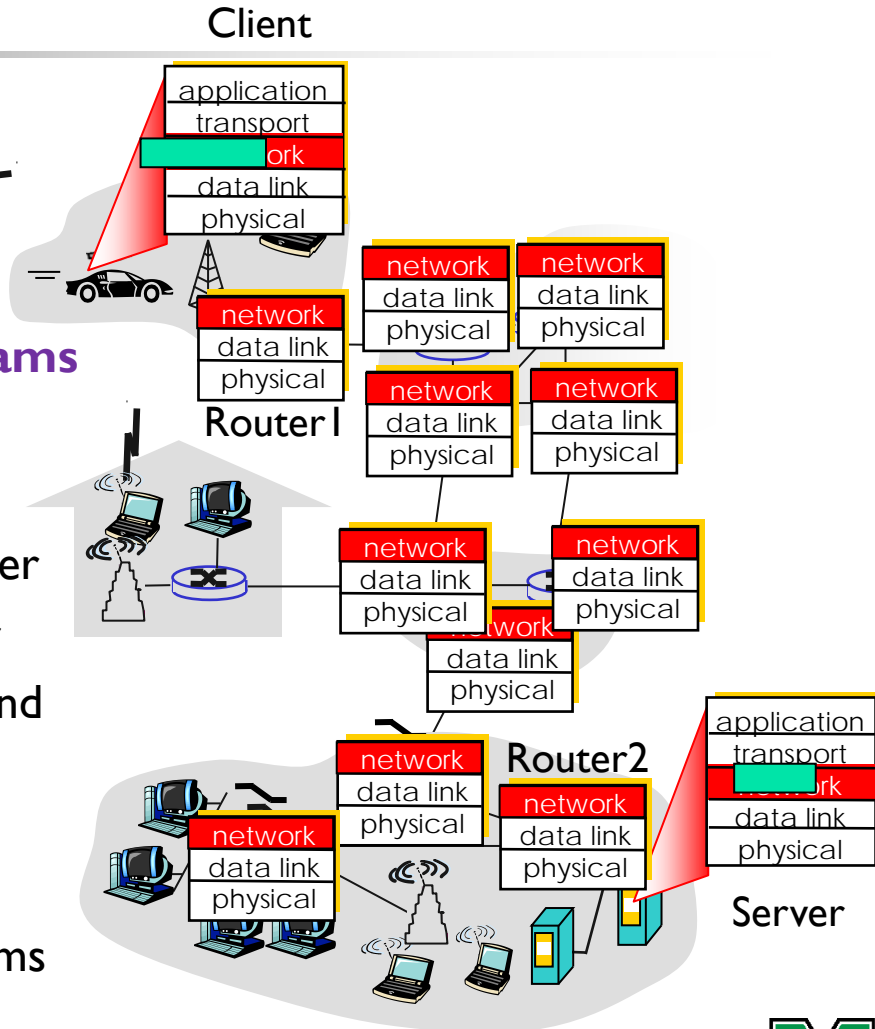 Client
application
transport
ork
data link
physical
network
data link
physical
network
data link
physical
network
data link
physical
ams
Router1
network
data link
physical
network
data link
physical
er
network
data link
physical
network
data link
physical
twork
data link
physical
nd
application
transport
rk
data link
physical
Router2
network
data link
physical
network
data link
physical
network
data link
physical
Server
ms